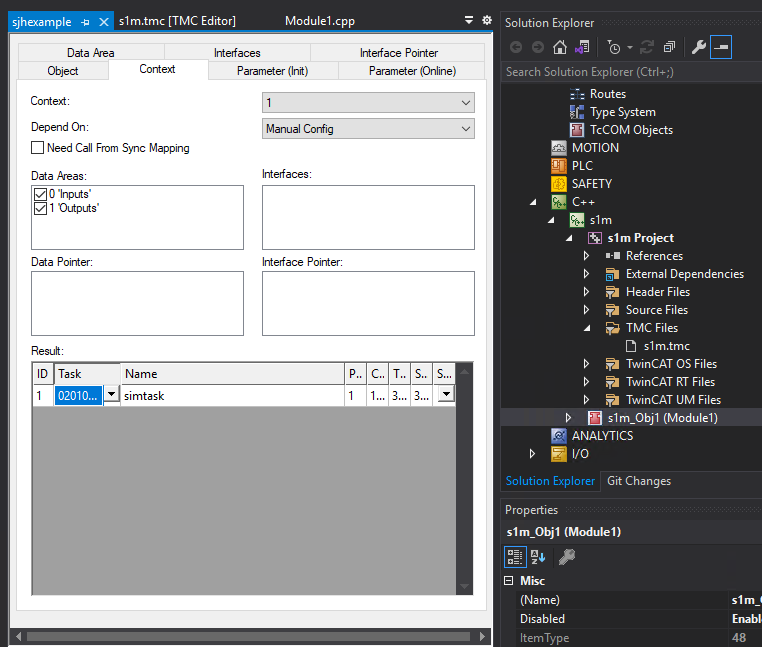 sjhexample
s1m.tmc [TMC Editor]
Module1.cpp
Data Area
Interfaces
Interface Pointer
Object
Context
Parameter (Init)
Parameter (Online)
Context:
1
Depend On:
Manual Config
Need Call From Sync Mapping
Data Areas:
Interfaces:
0 'Inputs'
1 'Outputs'
Data Pointer:
Interface Pointer:
Result:
ID Task Name P.. C.. T... S.. S...
1 02010... simtask 1 1... 3... 3...
Solution Explorer
Search Solution Explorer (Ctrl+;)
Routes
Type System
TcCOM Objects
MOTION
PLC
SAFETY
C++
s1m
s1m Project
References
External Dependencies
Header Files
Source Files
TMC Files
s1m.tmc
TwinCAT OS Files
TwinCAT RT Files
TwinCAT UM Files
s1m_Obj1 (Module1)
ANALYTICS
I/O
Solution Explorer
Git Changes
Properties
s1m_Obj1 (Module1)
Misc
(Name) s1m_
Disabled Enabl
ItemType 48